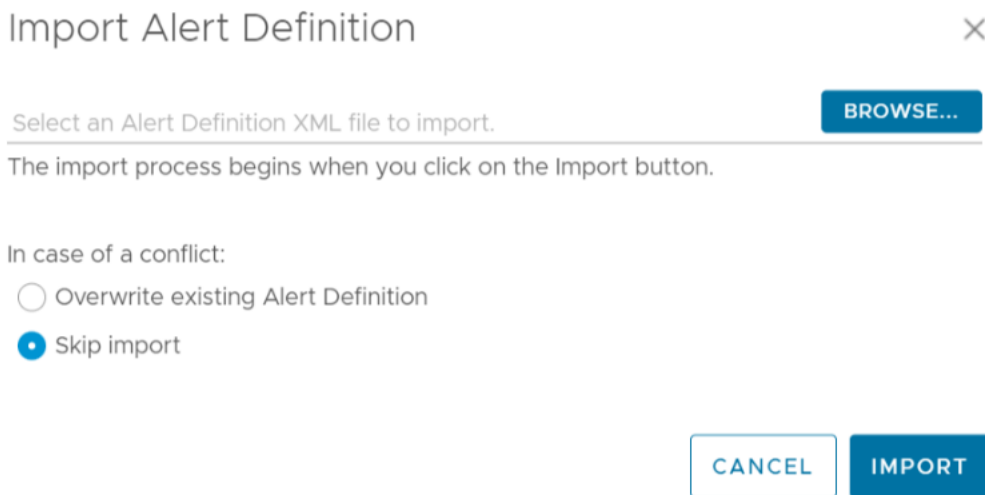 Import Alert Definition
Select an Alert Definition XML file to import.
BROWSE...
The import process begins when you click on the Import button.
In case of a conflict:
Overwrite existing Alert Definition
Skip import
CANCEL
IMPORT